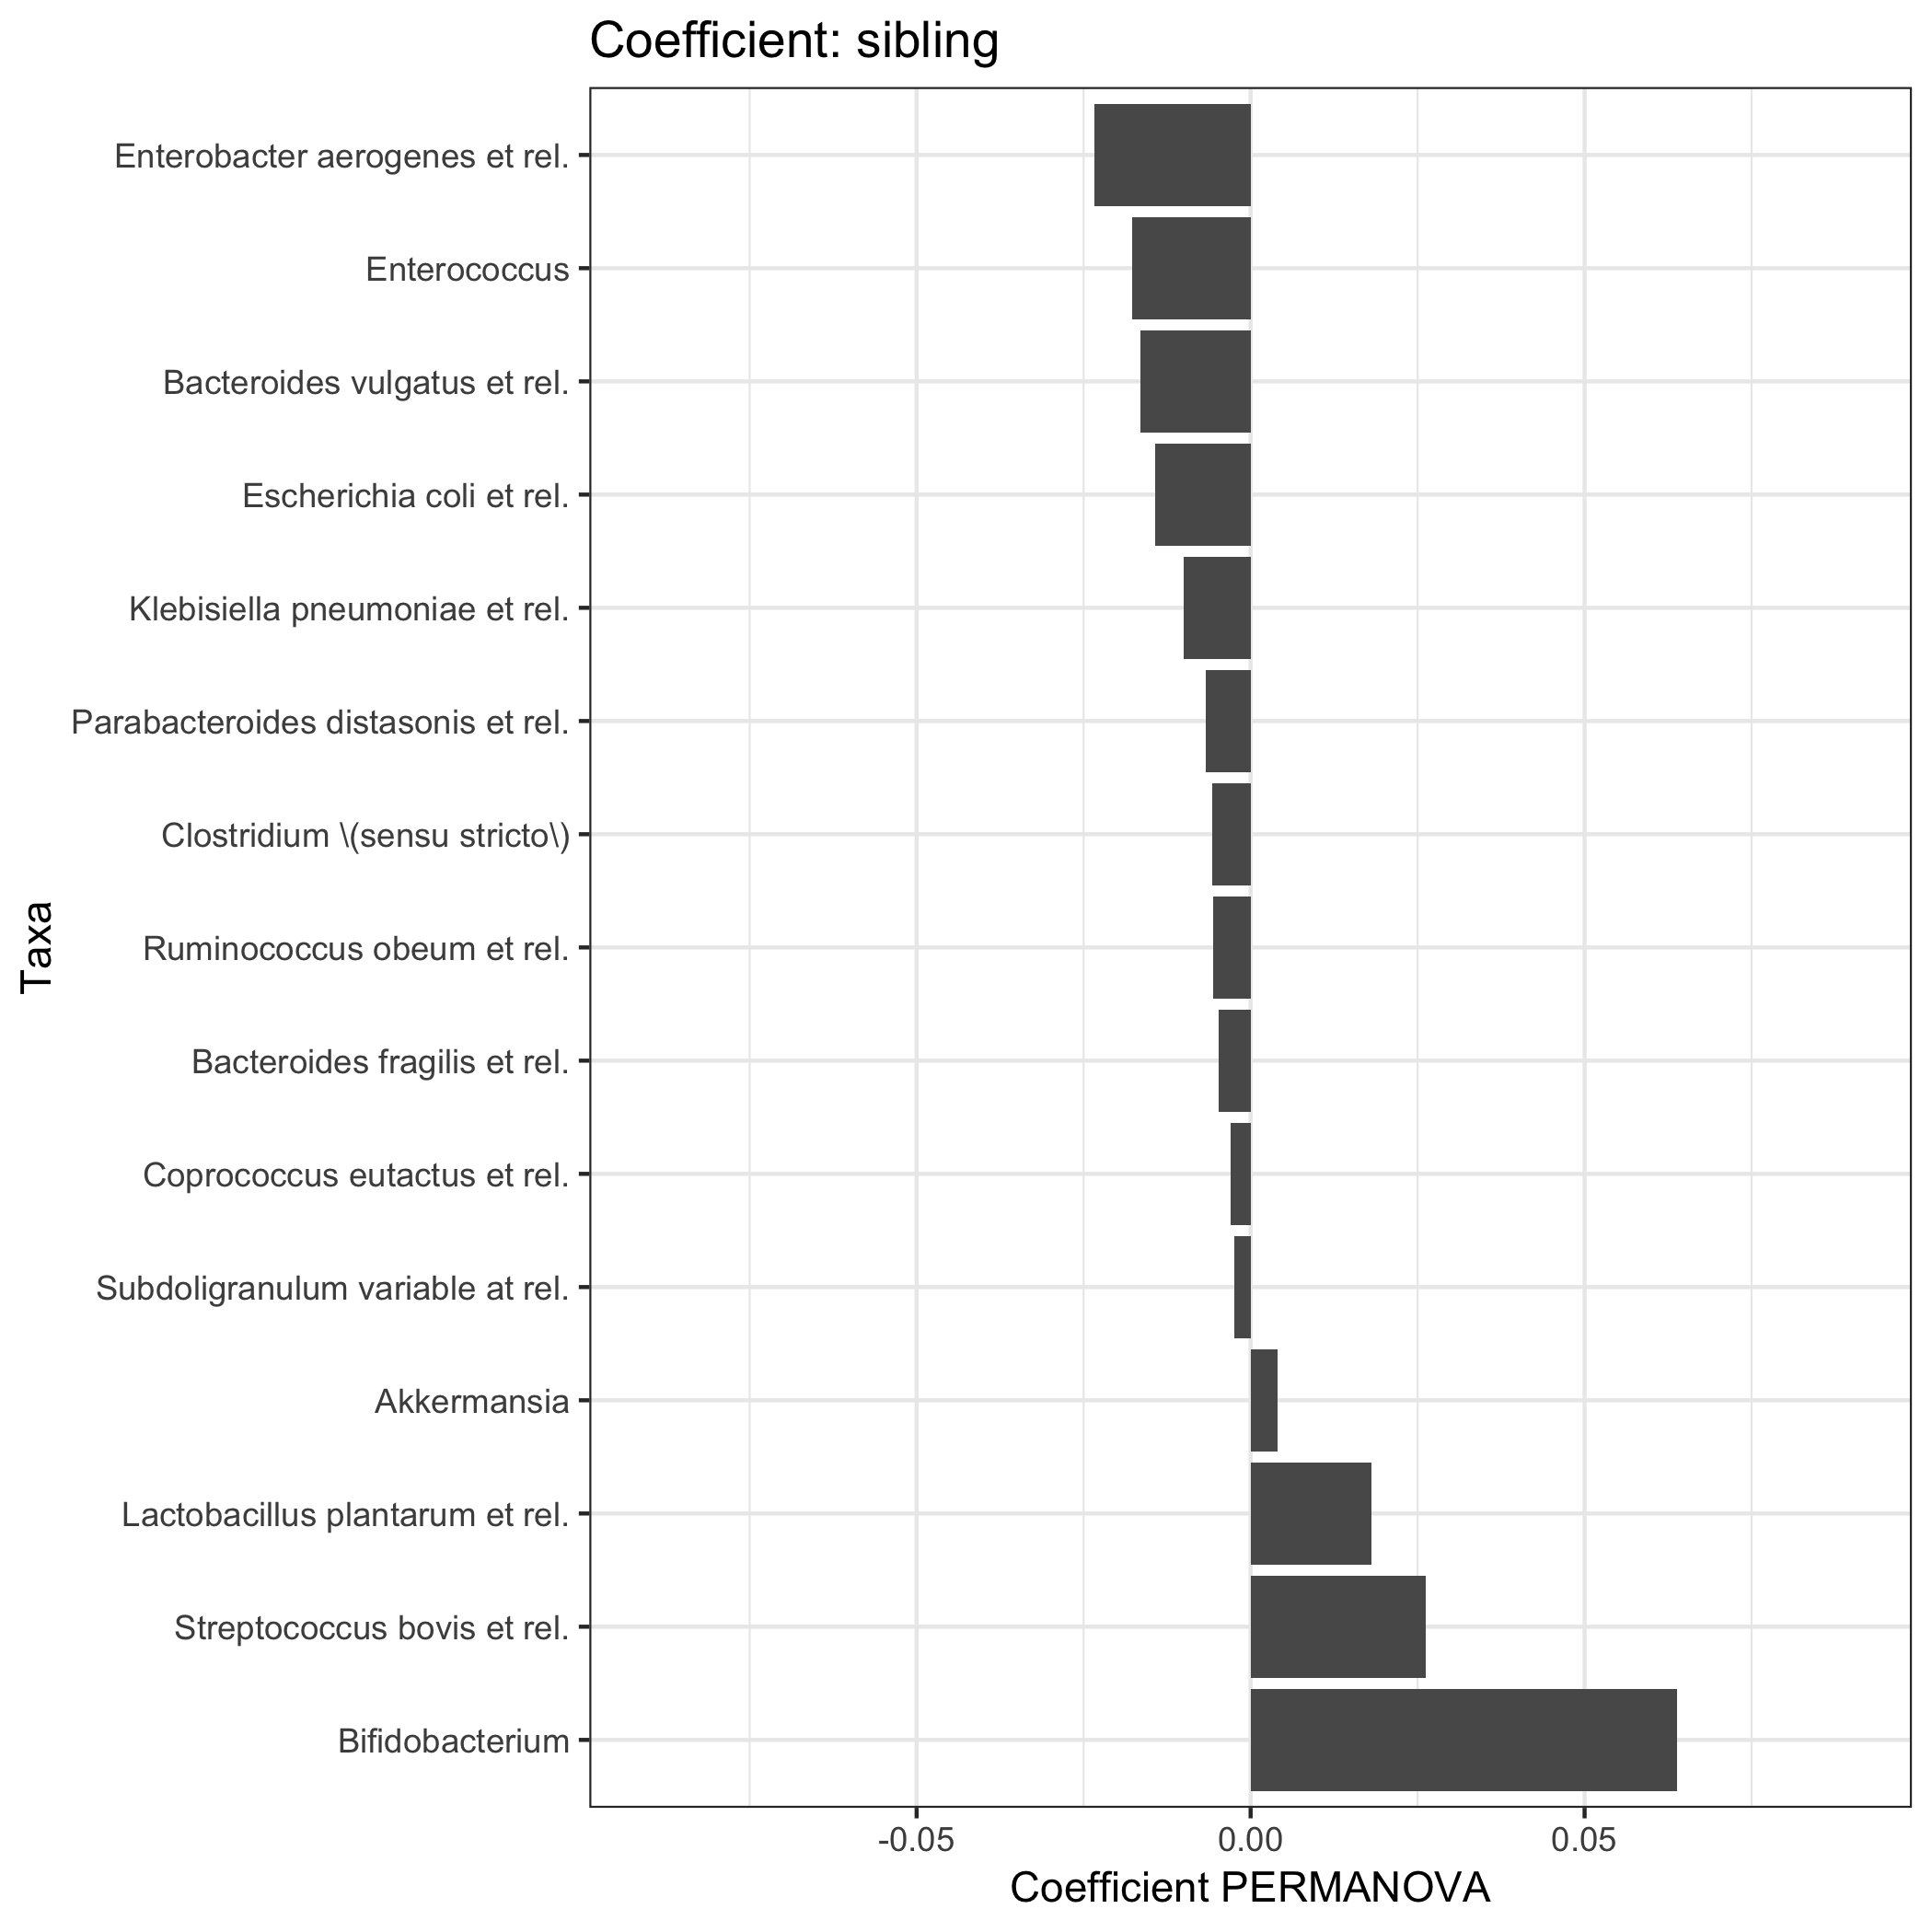 Coefficient: sibling
Enterobacter aerogenes et rel.
Enterococcus
Bacteroides vulgatus et rel.
Escherichia coli et rel.
Klebisiella pneumoniae et rel.
Parabacteroides distasonis et rel.
Clostridium \(sensu stricto\)
Ruminococcus obeum et rel.
Bacteroides fragilis et rel.
Coprococcus eutactus et rel.
Subdoligranulum variable at rel.
Akkermansia
Lactobacillus plantarum et rel.
Streptococcus bovis et rel.
Bifidobacterium
Taxa
-0.05 0.00 0.05
Coefficient PERMANOVA